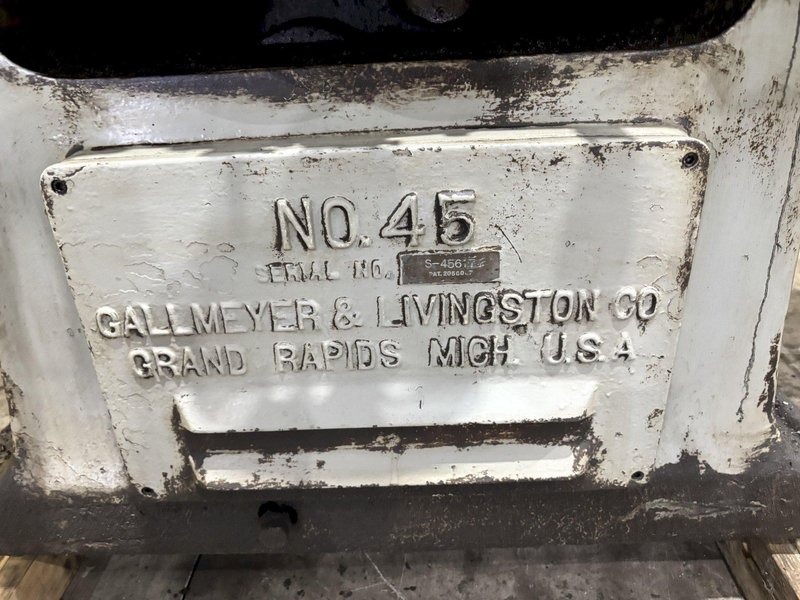 NO. 45
SERIAL NO.
GALLMEYER & LIVINGSTON CO
GRAND RAPIDS MICH. U.S.A